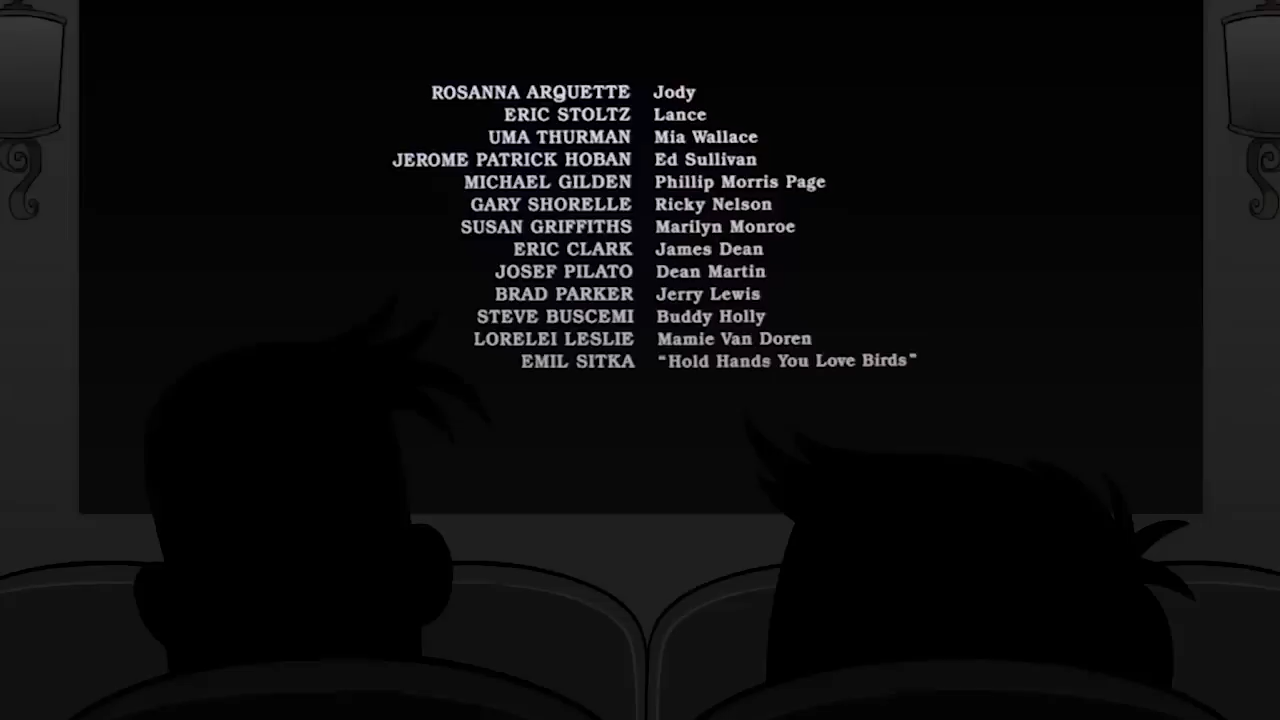 ROSANNA ARQUETTE Jody
ERIC STOLTZ Lance
UMA THURMAN Mia Wallace
JEROME PATRICK HOBAN Ed Sullivan
MICHAEL GILDEN Phillip Morris Page
GARY SHORELLE Ricky Nelson
SUSAN GRIFFITHS Marilyn Monroe
ERIC CLARK James Dean
JOSEF PILATO Dean Martin
BRAD PARKER Jerry Lewis
STEVE BUSCEMI Buddy Holly
LORELEI LESLIE Mamie Van Doren
EMIL SITKA "Hold Hands You Love Birds"